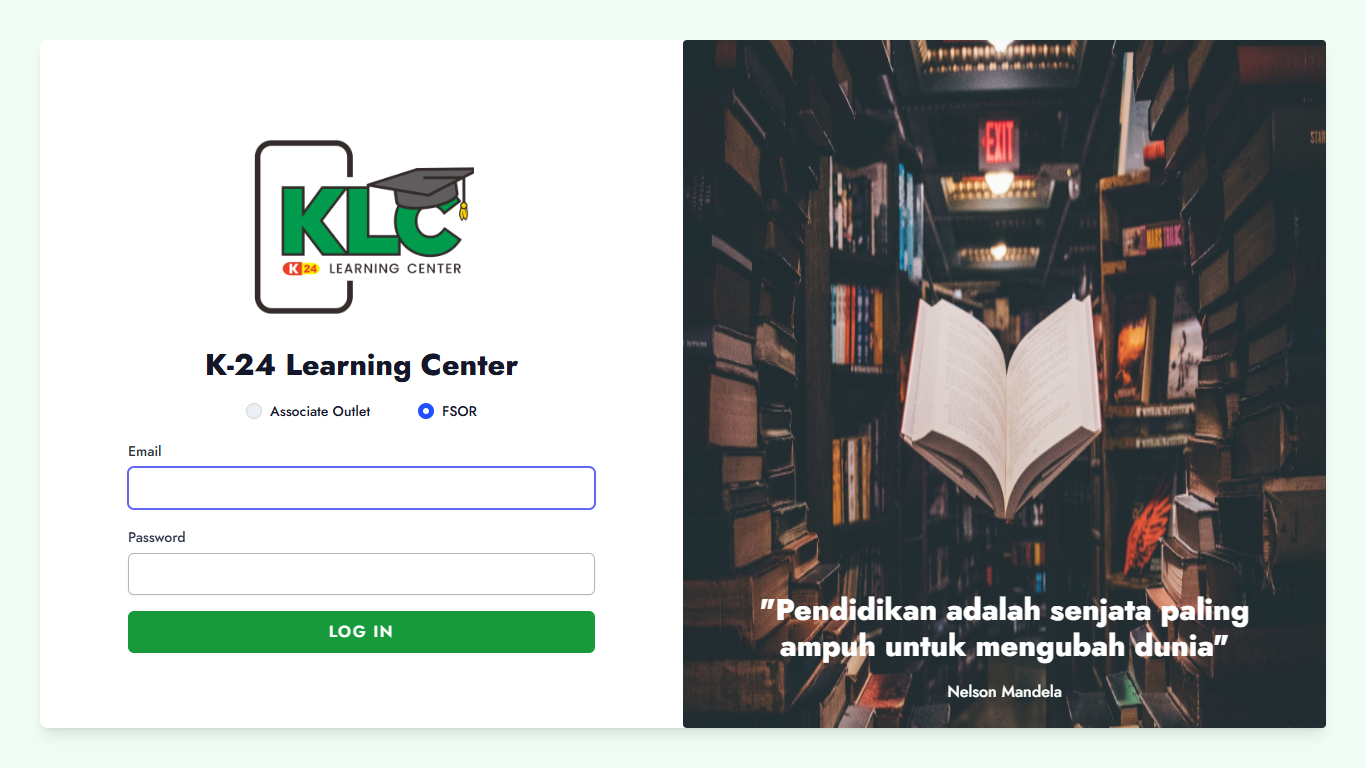 KLC
K24 LEARNING CENTER
K-24 Learning Center
Associate Outlet
FSOR
Email
Password
LOG IN
EXIT
"Pendidikan adalah senjata paling
ampuh untuk mengubah dunia"
Nelson Mandela